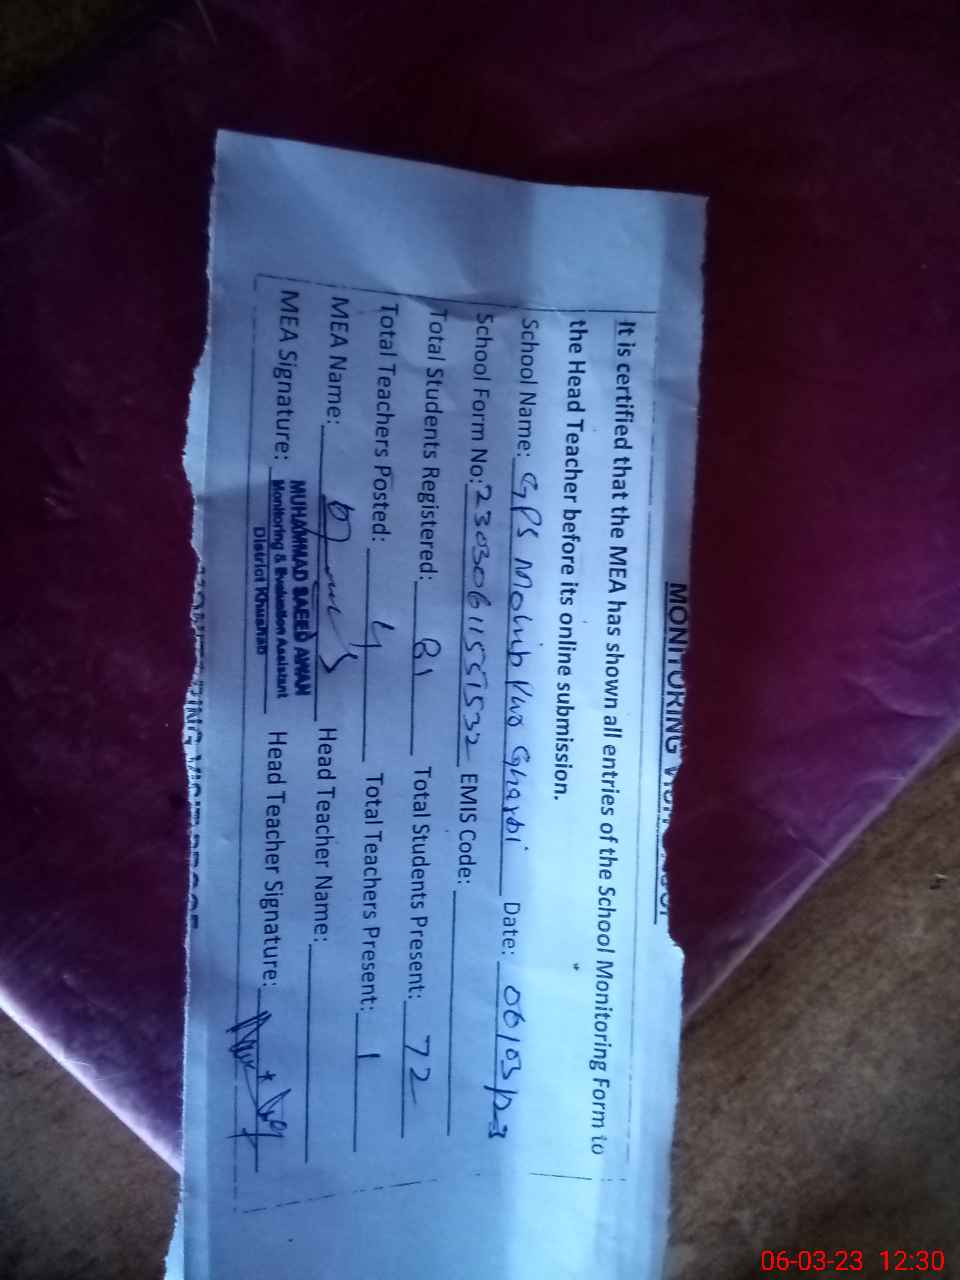 MONITORING VISIT
It is certified that the MEA has shown all entries of the School Monitoring Form to
the Head Teacher before its online submission.
School Name: GPS Mohib Pur Gharbi Date: 06/03/23
School Form No: 230306115551532 EMIS Code:
Total Students Registered: 81 Total Students Present: 72
Total Teachers Posted: 4 Total Teachers Present: 1
MEA Name: Head Teacher Name:
MEA Signature: Head Teacher Signature:
MUHAMMAD SAEED AWAN
Monitoring & Evaluation Assistant
District Khushab
06-03-23 12:30